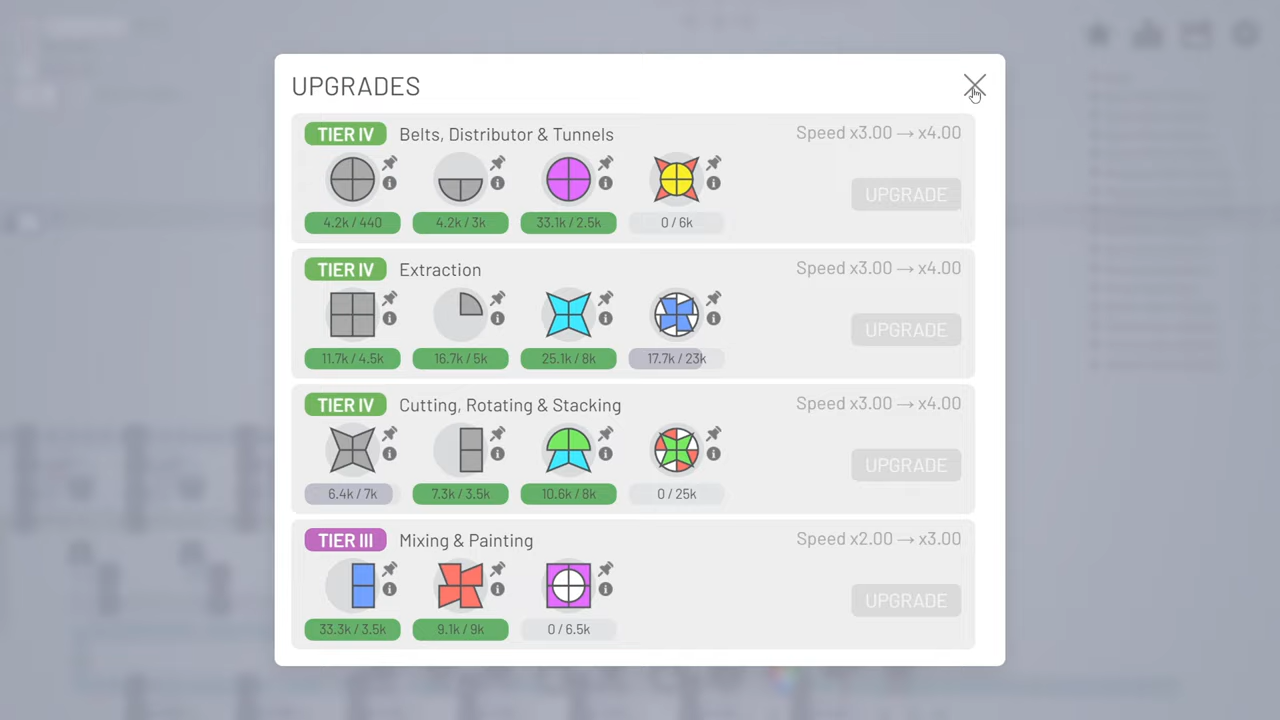 UPGRADES
TIER IV Belts, Distributor & Tunnels Speed x3.00 → x4.00
4.2k / 440 4.2k / 3k 33.1k / 2.5k 0 / 6k UPGRADE
TIER IV Extraction Speed x3.00 → x4.00
11.7k / 4.5k 16.7k / 5k 25.1k / 8k 17.7k / 23k UPGRADE
TIER IV Cutting, Rotating & Stacking Speed x3.00 → x4.00
6.4k / 7k 7.3k / 3.5k 10.6k / 8k 0 / 25k UPGRADE
TIER III Mixing & Painting Speed x2.00 → x3.00
33.3k / 3.5k 9.1k / 9k 0 / 6.5k UPGRADE